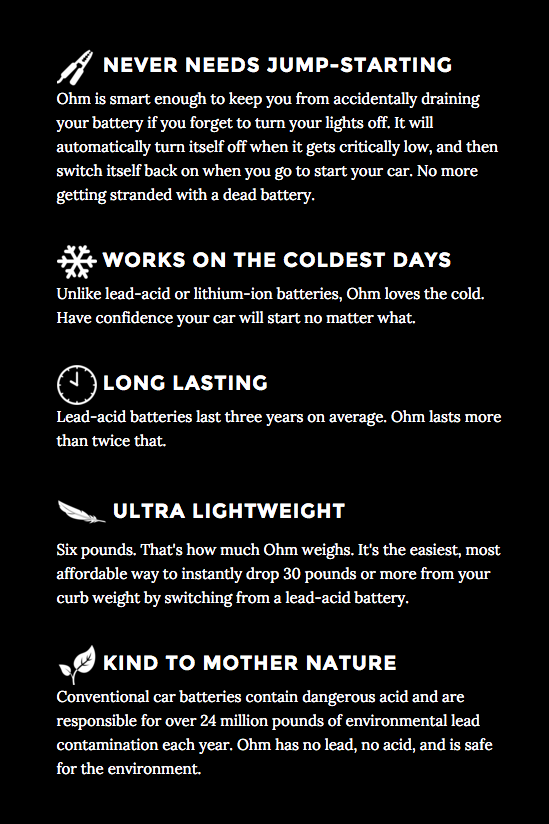 NEVER NEEDS JUMP-STARTING
Ohm is smart enough to keep you from accidentally draining
your battery if you forget to turn your lights off. It will
automatically turn itself off when it gets critically low, and then
switch itself back on when you go to start your car. No more
getting stranded with a dead battery.
WORKS ON THE COLDEST DAYS
Unlike lead-acid or lithium-ion batteries, Ohm loves the cold.
Have confidence your car will start no matter what.
LONG LASTING
Lead-acid batteries last three years on average. Ohm lasts more
than twice that.
ULTRA LIGHTWEIGHT
Six pounds. That's how much Ohm weighs. It's the easiest, most
affordable way to instantly drop 30 pounds or more from your
curb weight by switching from a lead-acid battery.
KIND TO MOTHER NATURE
Conventional car batteries contain dangerous acid and are
responsible for over 24 million pounds of environmental lead
contamination each year. Ohm has no lead, no acid, and is safe
for the environment.